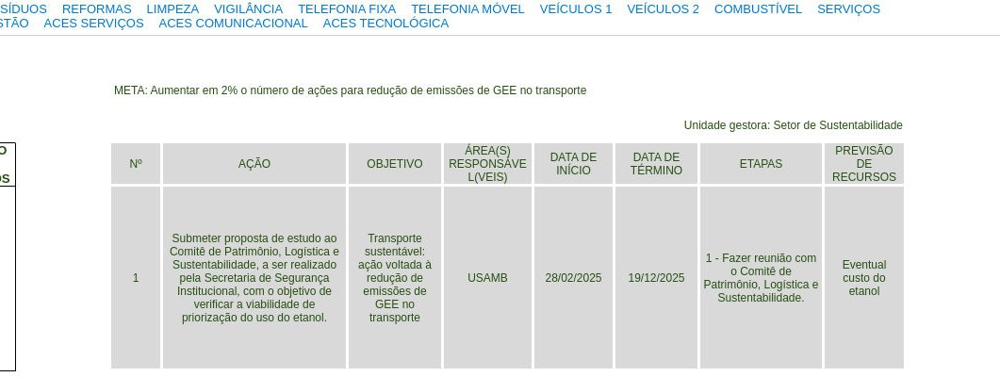 SÍDUOS REFORMAS LIMPEZA VIGILÂNCIA TELEFONIA FIXA TELEFONIA MÓVEL VEÍCULOS 1 VEÍCULOS 2 COMBUSTÍVEL SERVIÇOS
STÃO ACES SERVIÇOS ACES COMUNICACIONAL ACES TECNOLÓGICA
META: Aumentar em 2% o número de ações para redução de emissões de GEE no transporte
Unidade gestora: Setor de Sustentabilidade
O
OS
Nº
AÇÃO
OBJETIVO
ÁREA(S)
RESPONSÁVE
L(VEIS)
DATA DE
INÍCIO
DATA DE
TÉRMINO
ETAPAS
PREVISÃO
DE
RECURSOS
1
Submeter proposta de estudo ao
Comitê de Patrimônio, Logística e
Sustentabilidade, a ser realizado
pela Secretaria de Segurança
Institucional, com o objetivo de
verificar a viabilidade de
priorização do uso do etanol.
Transporte
sustentável:
ação voltada à
redução de
emissões de
GEE no
transporte
USAMB
28/02/2025
19/12/2025
1 - Fazer reunião com
o Comitê de
Patrimônio, Logística e
Sustentabilidade.
Eventual
custo do
etanol